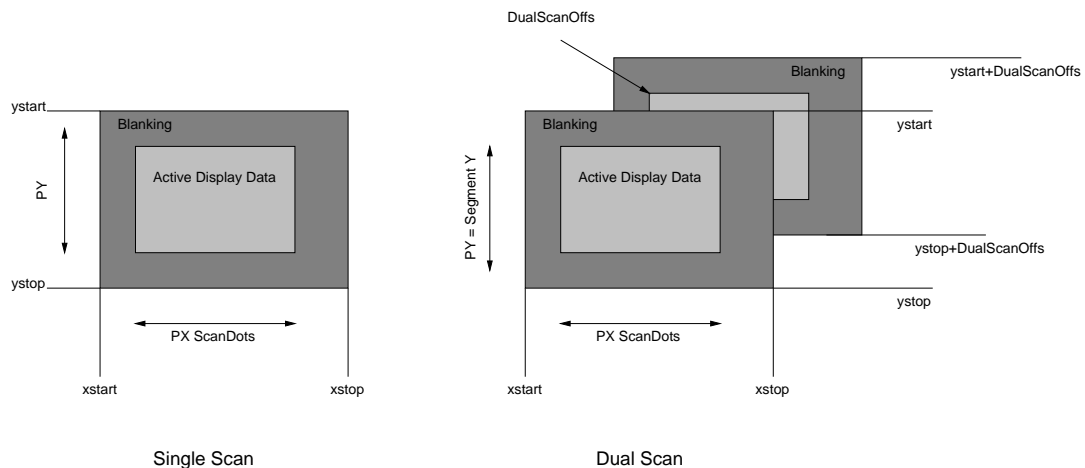 DualScanOffs
Blanking
ystart+DualScanOffs
ystart
Blanking
PY
Active Display Data
ystop
PX ScanDots
xstart
xstop
Single Scan
ystart
Blanking
PY = Segment Y
Active Display Data
ystop+DualScanOffs
ystop
PX ScanDots
xstart
xstop
Dual Scan